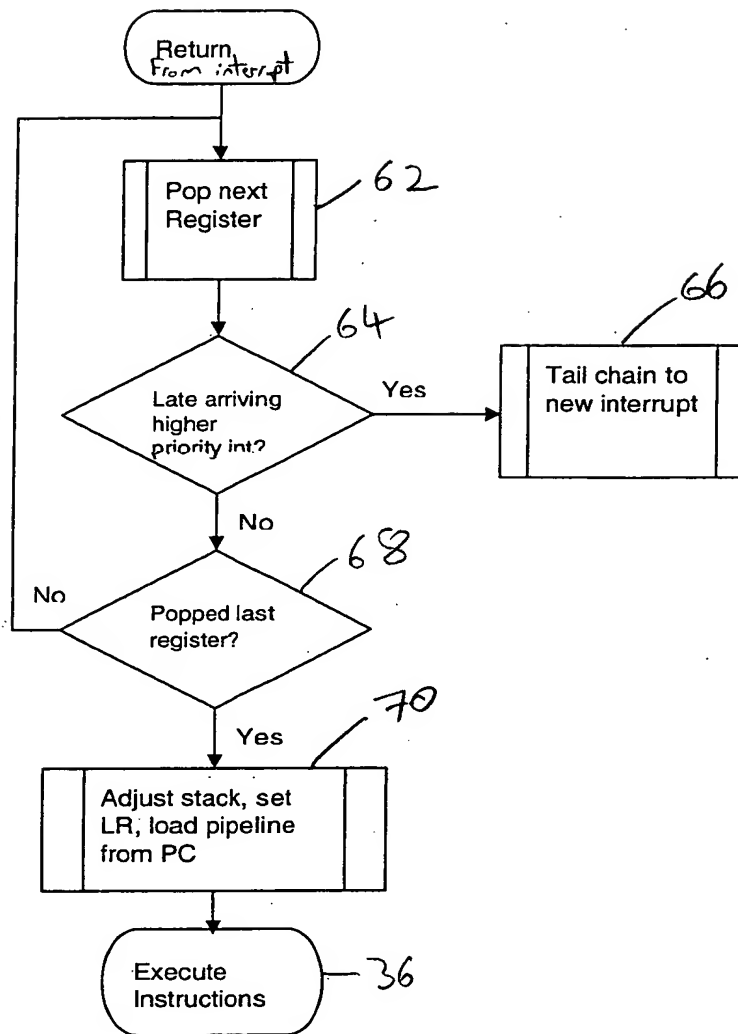 Return
From interrupt
Pop next
Register
62
64
66
Late arriving
higher
priority int.?
Yes
Tail chain to
new interrupt
No
68
No
Popped last
register?
70
Yes
Adjust stack, set
LR, load pipeline
from PC
Execute
Instructions
36